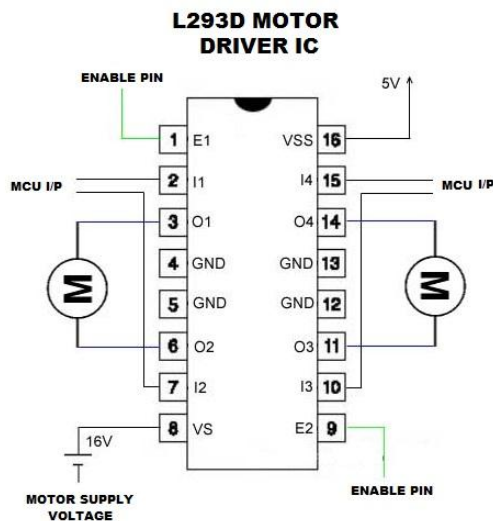 L293D MOTOR
DRIVER IC
ENABLE PIN
5V
1 E1 VSS 16
2 I1 I4 15
MCU I/P
MCU I/P
3 O1 O4 14
4 GND GND 13
M
M
5 GND GND 12
6 O2 O3 11
7 I2 I3 10
8 VS E2 9
16V
ENABLE PIN
MOTOR SUPPLY
VOLTAGE